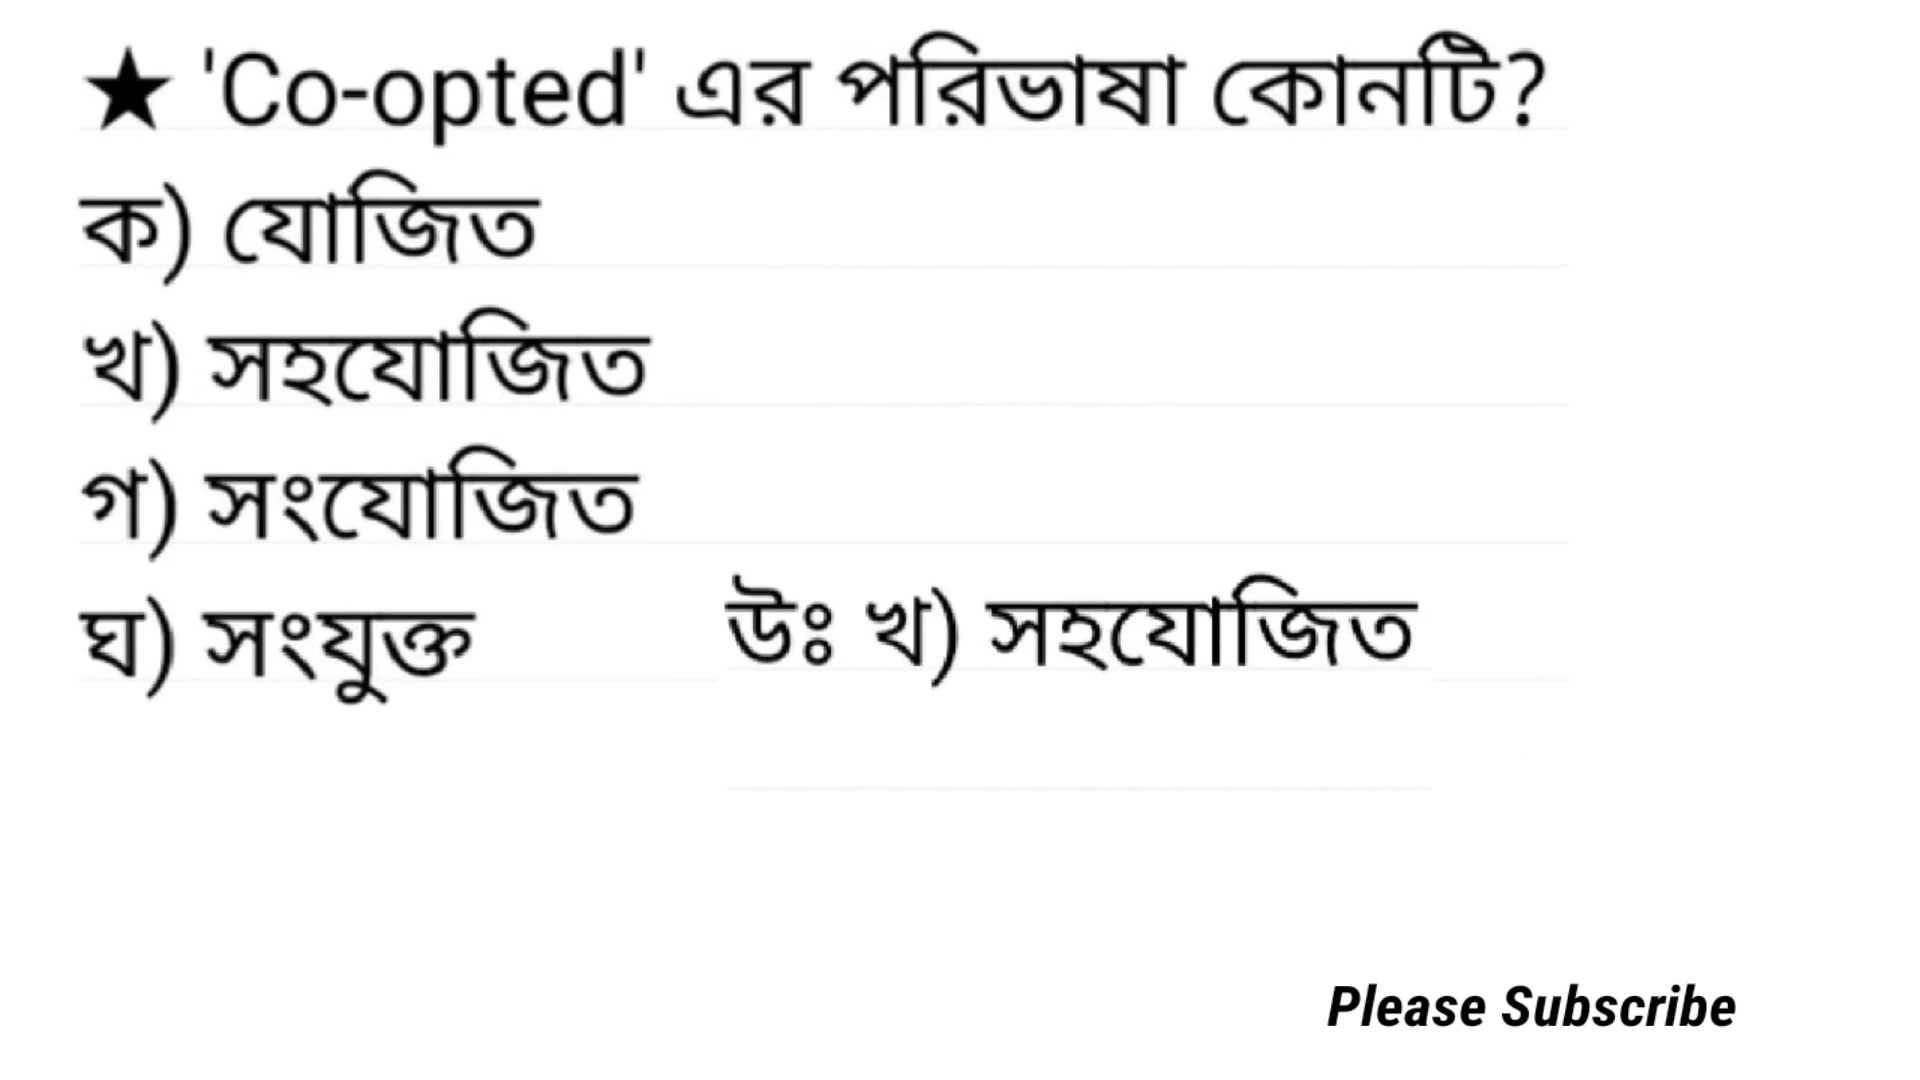 ★ 'Co-opted' এর পরিভাষা কোনটি?
ক) যোজিত
খ) সহযোজিত
গ) সংযোজিত
ঘ) সংযুক্ত
উঃ খ) সহযোজিত
Please Subscribe